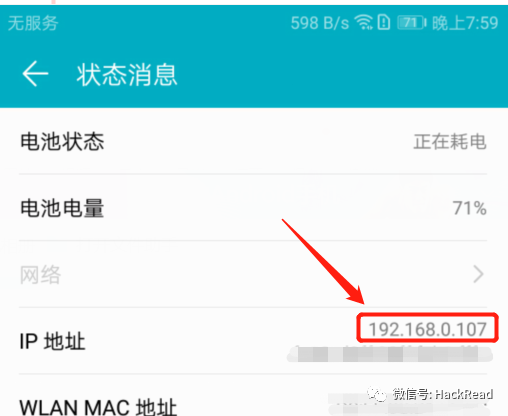 无服务 598 B/s 71 晚上7:59
状态消息
电池状态 正在耗电
电池电量 71%
网络
IP 地址 192.168.0.107
WLAN MAC 地址
微信号: HackRead